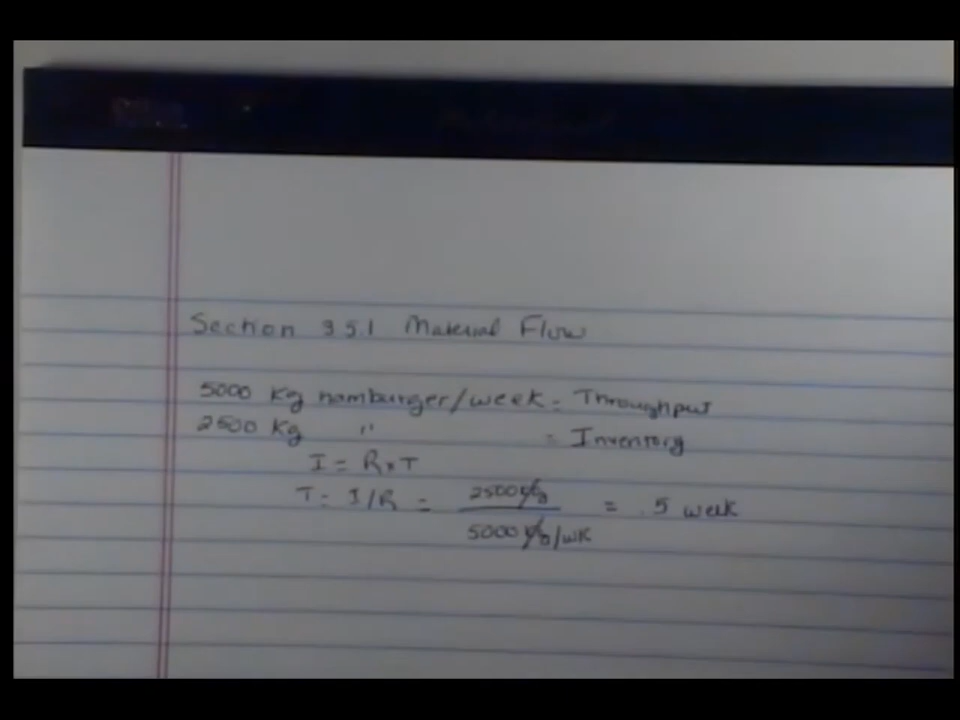 Section 3 5.1 Material Flow
5000 Kg hamburger/week = Throughput
2500 Kg " = Inventory
I = R x T
T = I/R = 2500 Kg / 5000 Kg/WK = .5 week